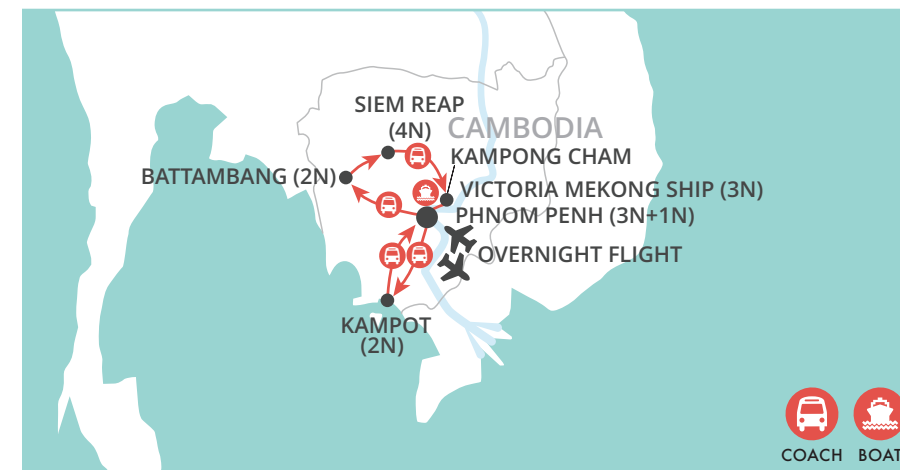 SIEM REAP
(4N)
CAMBODIA
KAMPONG CHAM
BATTAMBANG (2N)
VICTORIA MEKONG SHIP (3N)
PHNOM PENH (3N+1N)
OVERNIGHT FLIGHT
KAMPOT
(2N)
COACH
BOAT